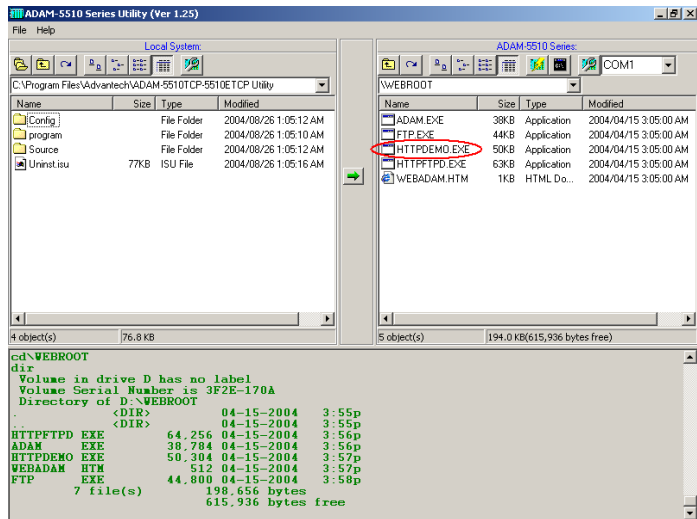 ADAM-5510 Series Utility (Ver 1.25)
File Help
Local System:
C:\Program Files\Advantech\ADAM-5510TCP-5510ETCP Utility
Name Size Type Modified
Config File Folder 2004/08/26 1:05:12 AM
program File Folder 2004/08/26 1:05:10 AM
Source File Folder 2004/08/26 1:05:12 AM
Uninst.isu 77KB ISU File 2004/08/26 1:05:16 AM
4 object(s) 76.8 KB
ADAM-5510 Series:
COM1
\WEBROOT
Name Size Type Modified
ADAM.EXE 38KB Application 2004/04/15 3:05:00 AM
FTP.EXE 44KB Application 2004/04/15 3:05:00 AM
HTTPDEMO.EXE 50KB Application 2004/04/15 3:05:00 AM
HTTPFTPD.EXE 63KB Application 2004/04/15 3:05:00 AM
WEBADAM.HTM 1KB HTML Do... 2004/04/15 3:05:00 AM
5 object(s) 194.0 KB(615,936 bytes free)
cd\WEBROOT
dir
Volume in drive D has no label
Volume Serial Number is 3F2E-170A
Directory of D:\WEBROOT
. <DIR> 04-15-2004 3:55p
.. <DIR> 04-15-2004 3:55p
HTTPFTPD EXE 64,256 04-15-2004 3:56p
ADAM EXE 38,784 04-15-2004 3:56p
HTTPDEMO EXE 50,304 04-15-2004 3:57p
WEBADAM HTM 512 04-15-2004 3:57p
FTP EXE 44,800 04-15-2004 3:58p
7 file(s) 198,656 bytes
615,936 bytes free